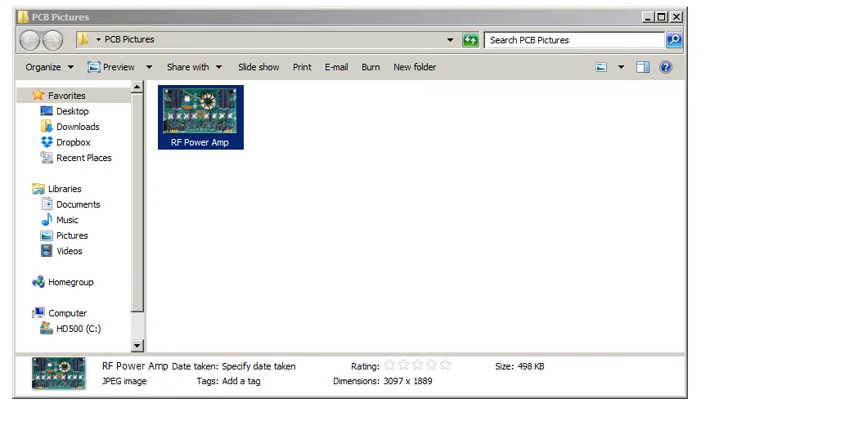 PCB Pictures
PCB Pictures
Search PCB Pictures
Organize Preview Share with Slide show Print E-mail Burn New folder
Favorites
Desktop
Downloads
Dropbox
Recent Places
Libraries
Documents
Music
Pictures
Videos
Homegroup
Computer
HD500 (C:)
RF Power Amp
RF Power Amp Date taken: Specify date taken Rating: Size: 498 KB
JPEG image Tags: Add a tag Dimensions: 3097 x 1889